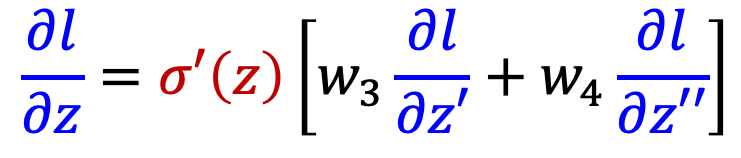 ∂l/∂z = σ′(z) [w₃ ∂l/∂z′ + w₄ ∂l/∂z′′]